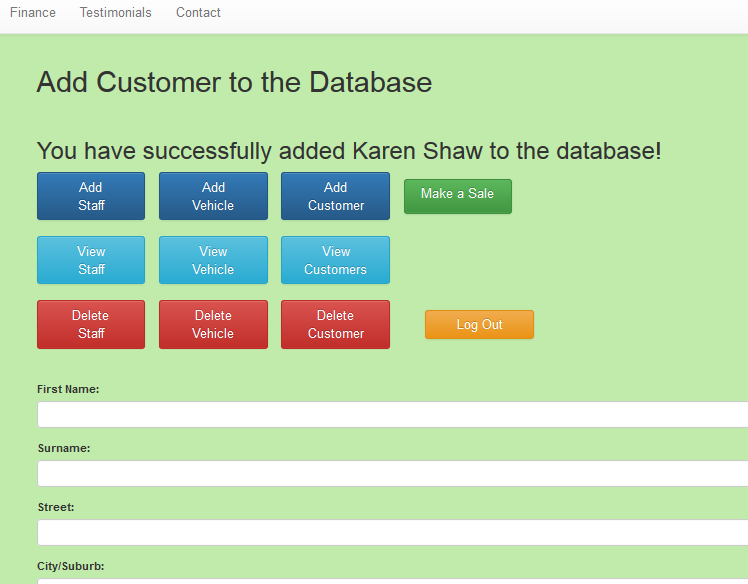 Finance Testimonials Contact
Add Customer to the Database
You have successfully added Karen Shaw to the database!
Add Staff
Add Vehicle
Add Customer
Make a Sale
View Staff
View Vehicle
View Customers
Delete Staff
Delete Vehicle
Delete Customer
Log Out
First Name:
Surname:
Street:
City/Suburb: